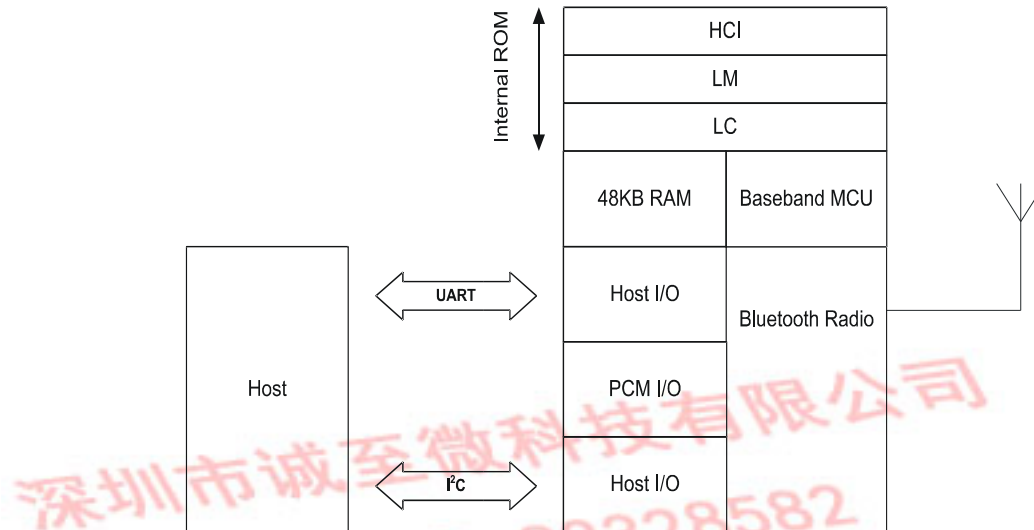 Internal ROM
HCI
LM
LC
48KB RAM
Baseband MCU
Host
UART
Host I/O
Bluetooth Radio
PCM I/O
I²C
Host I/O
深圳市诚至微科技有限公司